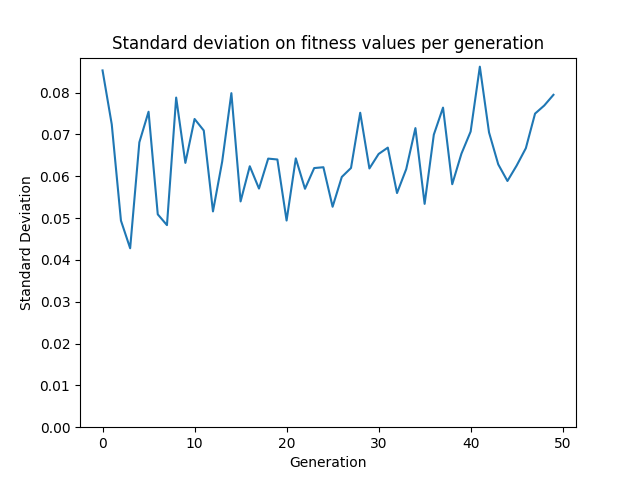 Standard deviation on fitness values per generation
Standard Deviation
0.08
0.07
0.06
0.05
0.04
0.03
0.02
0.01
0.00
0 10 20 30 40 50
Generation